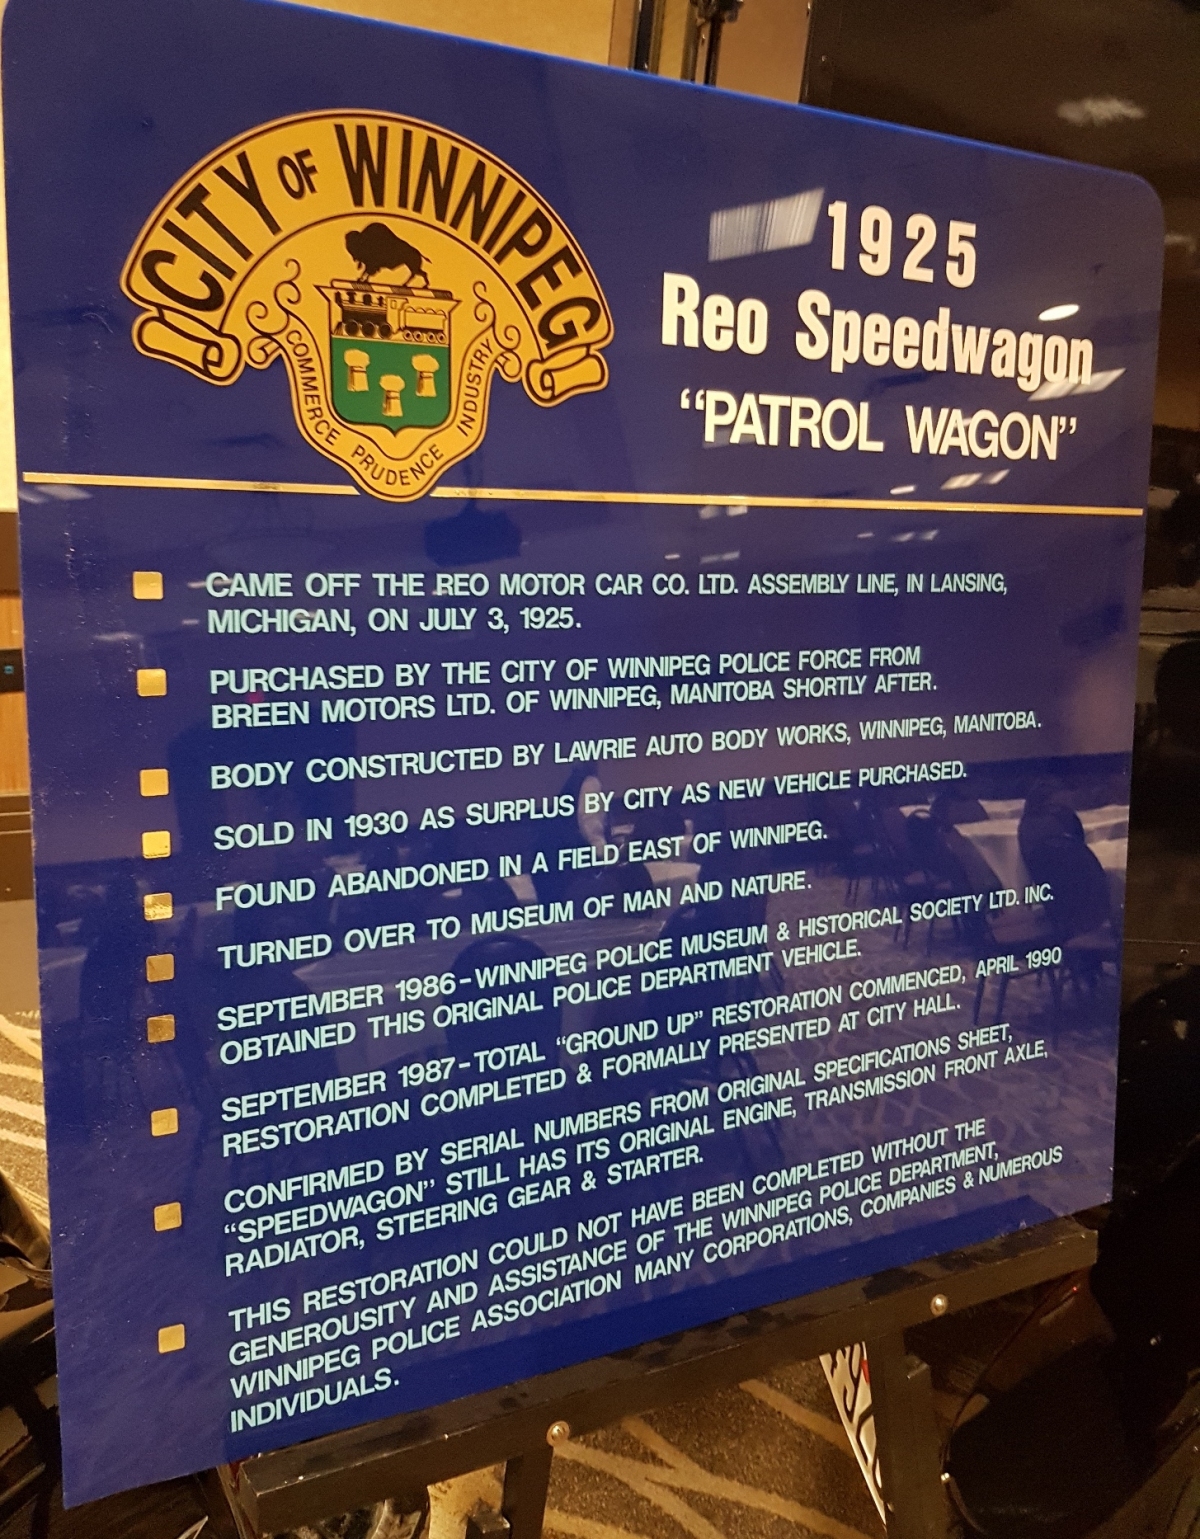 CITY OF WINNIPEG
COMMERCE PRUDENCE INDUSTRY
1925
Reo Speedwagon
“PATROL WAGON”
CAME OFF THE REO MOTOR CAR CO. LTD. ASSEMBLY LINE, IN LANSING,
MICHIGAN, ON JULY 3, 1925.
PURCHASED BY THE CITY OF WINNIPEG POLICE FORCE FROM
BREEN MOTORS LTD. OF WINNIPEG, MANITOBA SHORTLY AFTER.
BODY CONSTRUCTED BY LAWRIE AUTO BODY WORKS, WINNIPEG, MANITOBA.
SOLD IN 1930 AS SURPLUS BY CITY AS NEW VEHICLE PURCHASED.
FOUND ABANDONED IN A FIELD EAST OF WINNIPEG.
TURNED OVER TO MUSEUM OF MAN AND NATURE.
SEPTEMBER 1986-WINNIPEG POLICE MUSEUM & HISTORICAL SOCIETY LTD. INC.
OBTAINED THIS ORIGINAL POLICE DEPARTMENT VEHICLE.
SEPTEMBER 1987-TOTAL “GROUND UP” RESTORATION COMMENCED, APRIL 1990
RESTORATION COMPLETED & FORMALLY PRESENTED AT CITY HALL.
CONFIRMED BY SERIAL NUMBERS FROM ORIGINAL SPECIFICATIONS SHEET,
“SPEEDWAGON” STILL HAS ITS ORIGINAL ENGINE, TRANSMISSION FRONT AXLE,
RADIATOR, STEERING GEAR & STARTER.
THIS RESTORATION COULD NOT HAVE BEEN COMPLETED WITHOUT THE
GENEROUSITY AND ASSISTANCE OF THE WINNIPEG POLICE DEPARTMENT,
WINNIPEG POLICE ASSOCIATION MANY CORPORATIONS, COMPANIES & NUMEROUS
INDIVIDUALS.